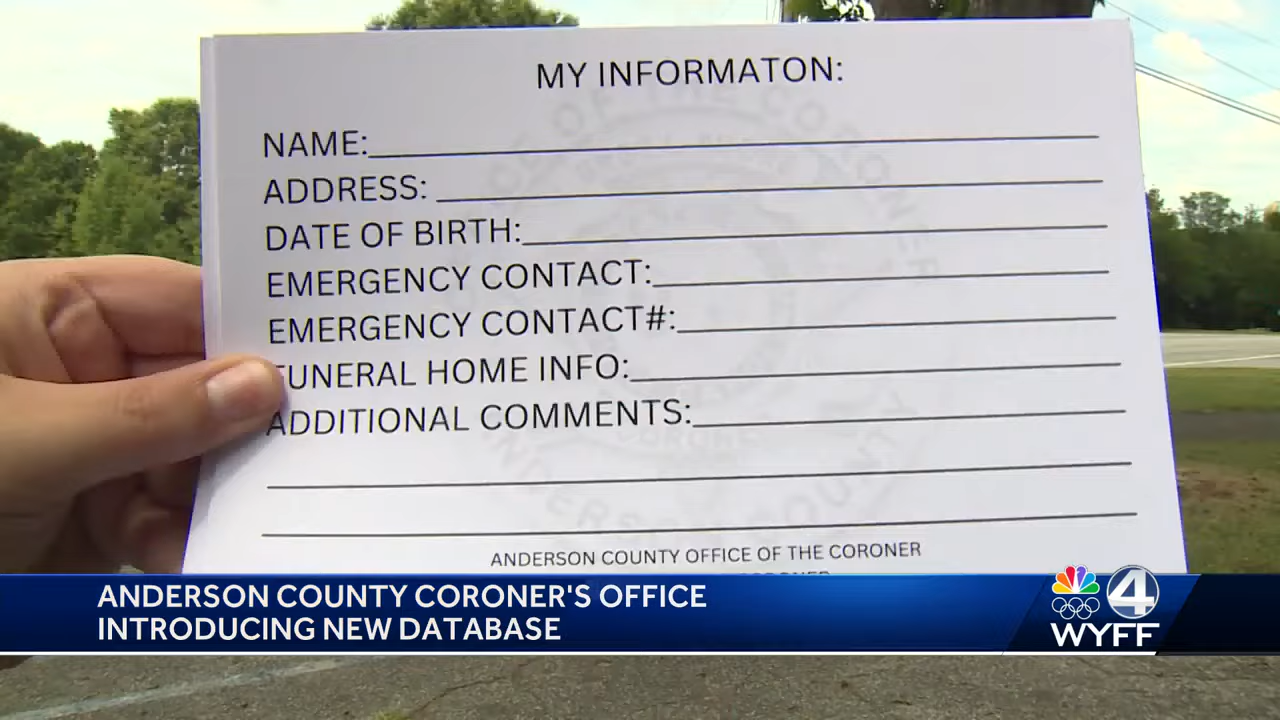 MY INFORMATON:
NAME:
ADDRESS:
DATE OF BIRTH:
EMERGENCY CONTACT:
EMERGENCY CONTACT#:
FUNERAL HOME INFO:
ADDITIONAL COMMENTS:
ANDERSON COUNTY OFFICE OF THE CORONER
ANDERSON COUNTY CORONER'S OFFICE
INTRODUCING NEW DATABASE
4
WYFF